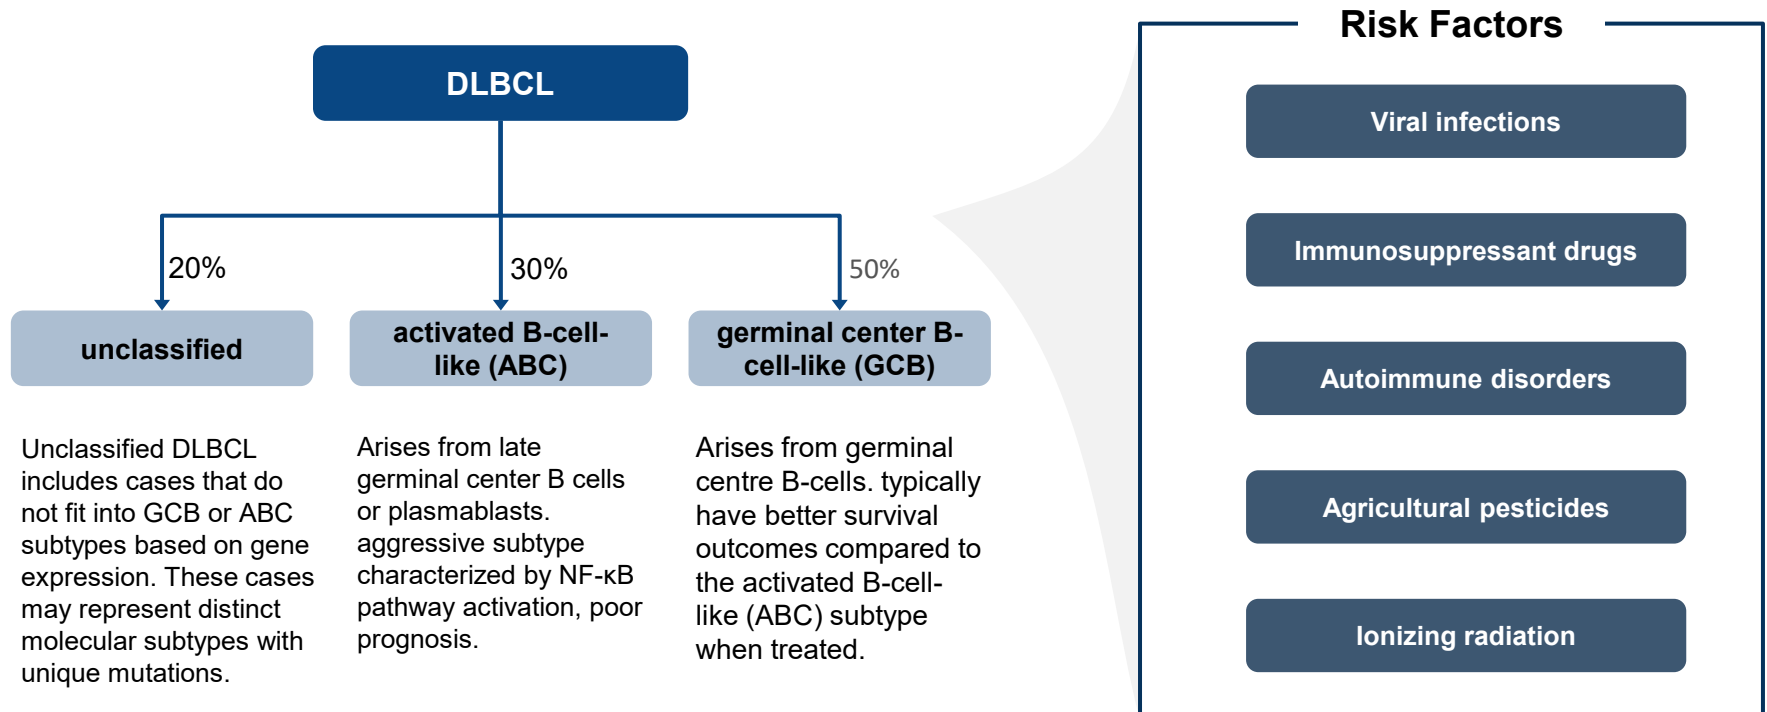 DLBCL
20%
30%
50%
unclassified
activated B-cell-
like (ABC)
germinal center B-
cell-like (GCB)
Unclassified DLBCL
includes cases that do
not fit into GCB or ABC
subtypes based on gene
expression. These cases
may represent distinct
molecular subtypes with
unique mutations.
Arises from late
germinal center B cells
or plasmablasts.
aggressive subtype
characterized by NF-κB
pathway activation, poor
prognosis.
Arises from germinal
centre B-cells. typically
have better survival
outcomes compared to
the activated B-cell-
like (ABC) subtype
when treated.
Risk Factors
Viral infections
Immunosuppressant drugs
Autoimmune disorders
Agricultural pesticides
Ionizing radiation